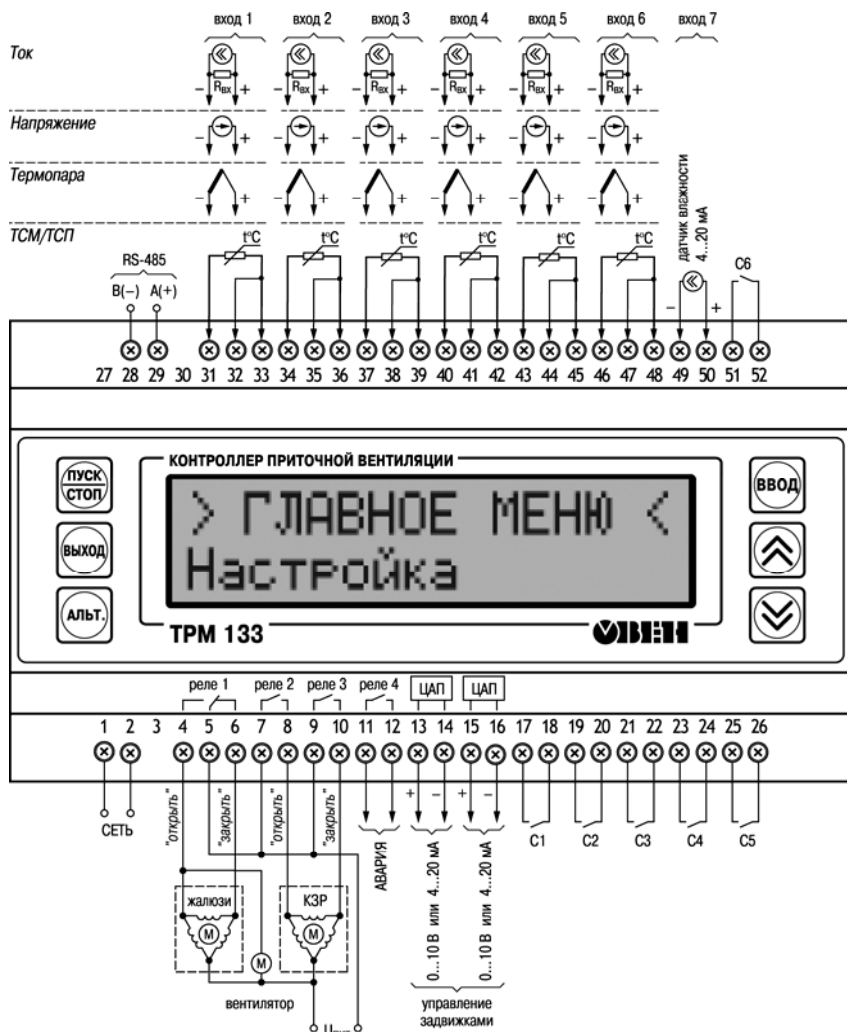 вход 1 вход 2 вход 3 вход 4 вход 5 вход 6 вход 7
Ток
Rвх Rвх Rвх Rвх Rвх Rвх
− + − + − + − + − + − +
Напряжение
− + − + − + − + − + − +
Термопара
− + − + − + − + − + − +
ТСМ/ТСП
t°C t°C t°C t°C t°C t°C
датчик влажности
4...20 мА
RS-485
B(−) A(+)
− +
C6
27 28 29 30 31 32 33 34 35 36 37 38 39 40 41 42 43 44 45 46 47 48 49 50 51 52
КОНТРОЛЛЕР ПРИТОЧНОЙ ВЕНТИЛЯЦИИ
ПУСК
СТОП
ВЫХОД
АЛЬТ.
> ГЛАВНОЕ МЕНЮ <
Настройка
ВВОД
ТРМ 133
ОВЕН
реле 1 реле 2 реле 3 реле 4 ЦАП ЦАП
1 2 3 4 5 6 7 8 9 10 11 12 13 14 15 16 17 18 19 20 21 22 23 24 25 26
СЕТЬ
"открыть"
"закрыть"
"открыть"
"закрыть"
АВАРИЯ
+ − + −
0...10 В или 4...20 мА
0...10 В или 4...20 мА
C1 C2 C3 C4 C5
жалюзи
КЗР
М М
М
вентилятор
управление
задвижками